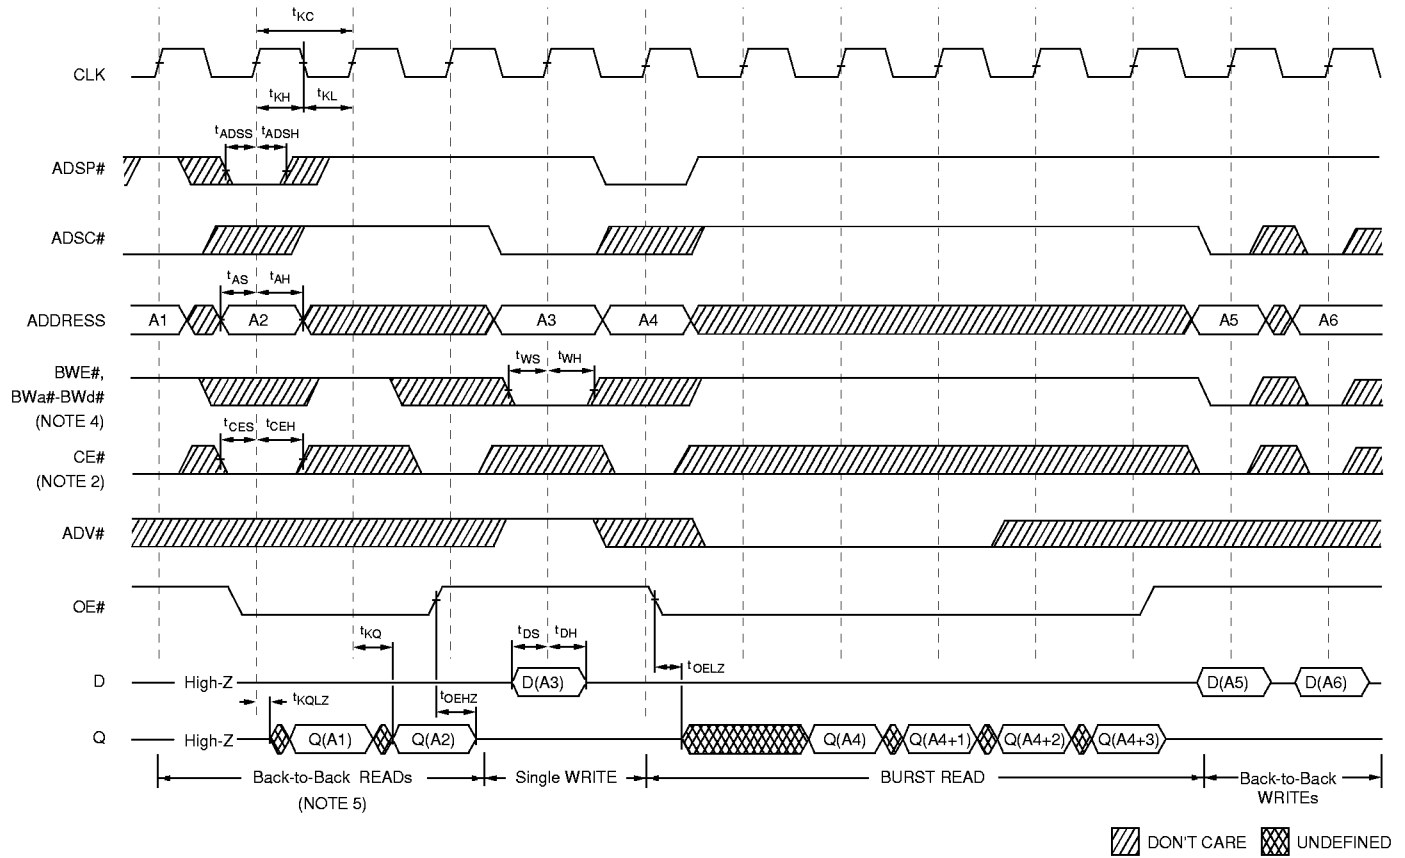 tKC
CLK
tKH
tKL
tADSS
tADSH
ADSP#
ADSC#
tAS
tAH
ADDRESS
A1
A2
A3
A4
A5
A6
BWE#,
BWa#-BWd#
(NOTE 4)
tWS
tWH
tCES
tCEH
CE#
(NOTE 2)
ADV#
OE#
tKQ
tDS
tDH
tOELZ
D
High-Z
D(A3)
D(A5)
D(A6)
tKQLZ
tOEHZ
Q
High-Z
Q(A1)
Q(A2)
Q(A4)
Q(A4+1)
Q(A4+2)
Q(A4+3)
Back-to-Back READs
(NOTE 5)
Single WRITE
BURST READ
Back-to-Back
WRITEs
DON'T CARE
UNDEFINED